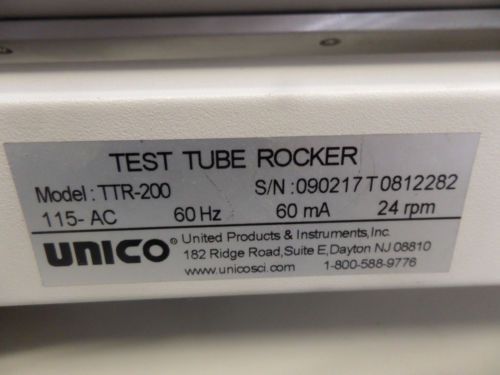 TEST TUBE ROCKER
Model : TTR-200 S/N :090217 T 0812282
115- AC 60 Hz 60 mA 24 rpm
UNICO® United Products & Instruments, Inc.
182 Ridge Road,Suite E,Dayton NJ 08810
www.unicosci.com 1-800-588-9776